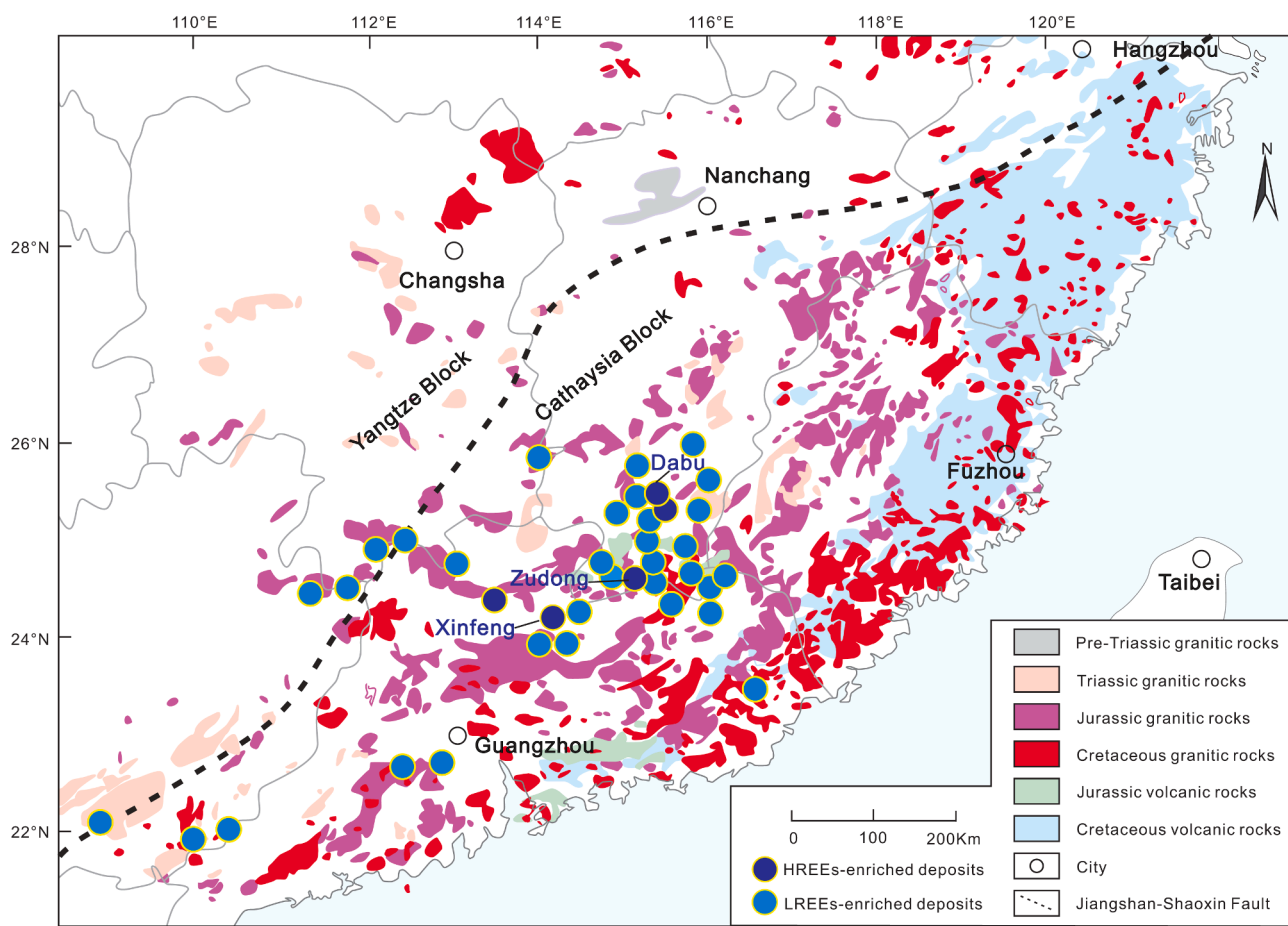 110°E
112°E
114°E
116°E
118°E
120°E
Hangzhou
N
Nanchang
28°N
Changsha
Cathaysia Block
Yangtze Block
26°N
Dabu
Fuzhou
Zudong
Taibei
Xinfeng
24°N
Guangzhou
22°N
Pre-Triassic granitic rocks
Triassic granitic rocks
Jurassic granitic rocks
Cretaceous granitic rocks
Jurassic volcanic rocks
Cretaceous volcanic rocks
City
Jiangshan-Shaoxin Fault
0 100 200Km
HREEs-enriched deposits
LREEs-enriched deposits